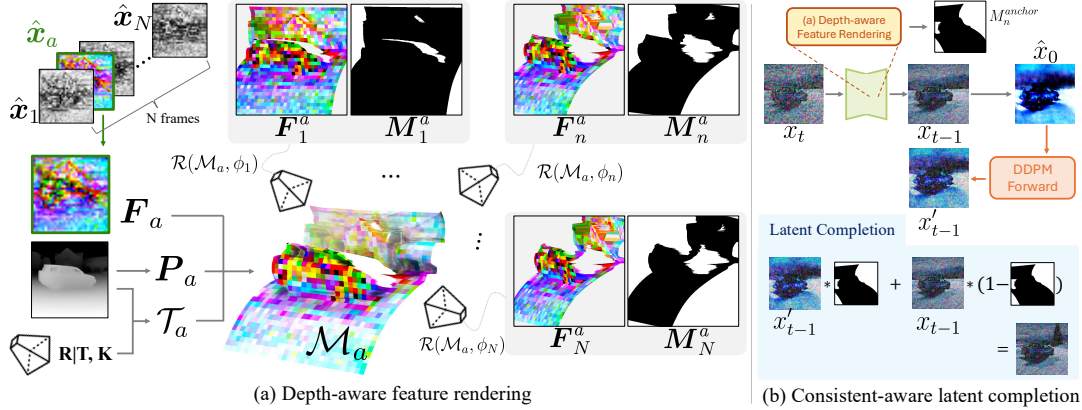 x̂_N
x̂_a
...
x̂_1
N frames
F_1^a
M_1^a
F_n^a
M_n^a
R(M_a, ϕ_1)
...
R(M_a, ϕ_n)
F_a
P_a
T_a
R|T, K
M_a
⋮
R(M_a, ϕ_N)
F_N^a
M_N^a
(a) Depth-aware feature rendering
(a) Depth-aware
Feature Rendering
M_n^{anchor}
x̂_0
x_t
x_{t−1}
DDPM
Forward
x′_{t−1}
Latent Completion
* + * (1− )
x′_{t−1} x_{t−1}
=
(b) Consistent-aware latent completion